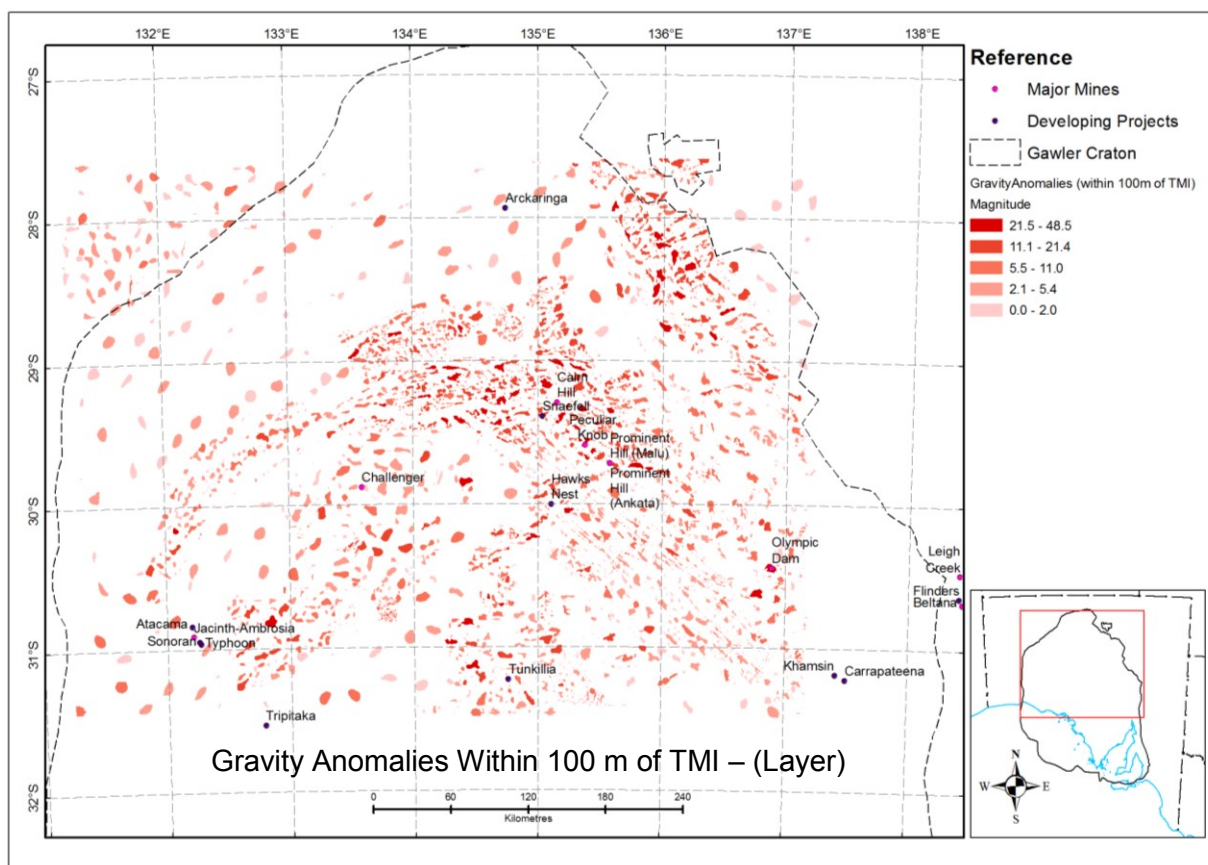 132°E 133°E 134°E 135°E 136°E 137°E 138°E
27°S
28°S
29°S
30°S
31°S
32°S
Arckaringa
Cairn
Hill
Snaefell
Peculiar
Knob
Prominent
Hill (Malu)
Challenger
Hawks
Nest
Prominent
Hill
(Ankata)
Olympic
Dam
Leigh
Creek
Flinders
Beltana
Atacama
Jacinth-Ambrosia
Sonoran
Typhoon
Khamsin
Carrapateena
Tunkillia
Tripitaka
Gravity Anomalies Within 100 m of TMI – (Layer)
0 60 120 180 240
Kilometres
Reference
Major Mines
Developing Projects
Gawler Craton
GravityAnomalies (within 100m of TMI)
Magnitude
21.5 - 48.5
11.1 - 21.4
5.5 - 11.0
2.1 - 5.4
0.0 - 2.0
N
W E
S